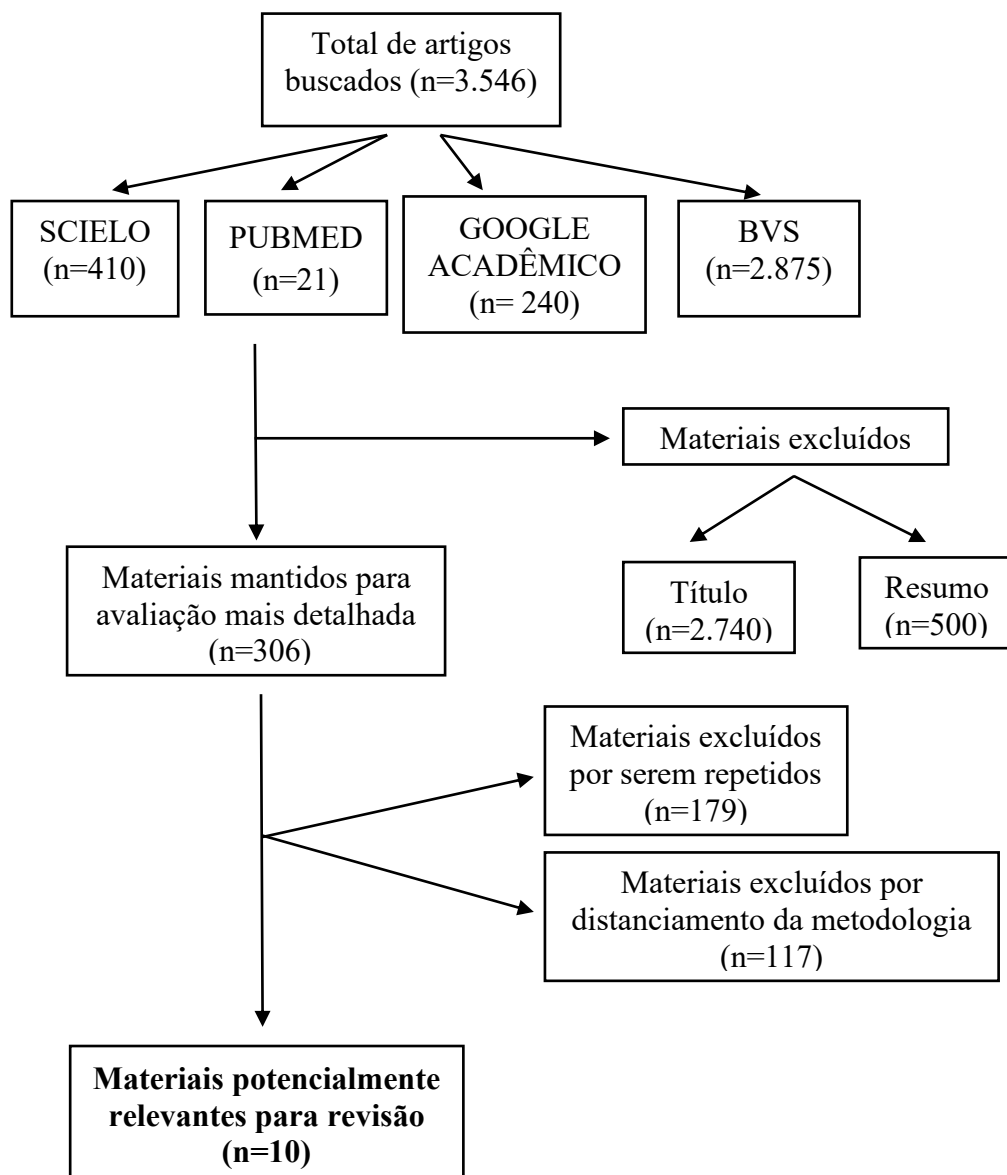 Total de artigos
buscados (n=3.546)
SCIELO
(n=410)
PUBMED
(n=21)
GOOGLE
ACADÊMICO
(n= 240)
BVS
(n=2.875)
Materiais excluídos
Materiais mantidos para
avaliação mais detalhada
(n=306)
Título
(n=2.740)
Resumo
(n=500)
Materiais excluídos
por serem repetidos
(n=179)
Materiais excluídos por
distanciamento da metodologia
(n=117)
Materiais potencialmente
relevantes para revisão
(n=10)